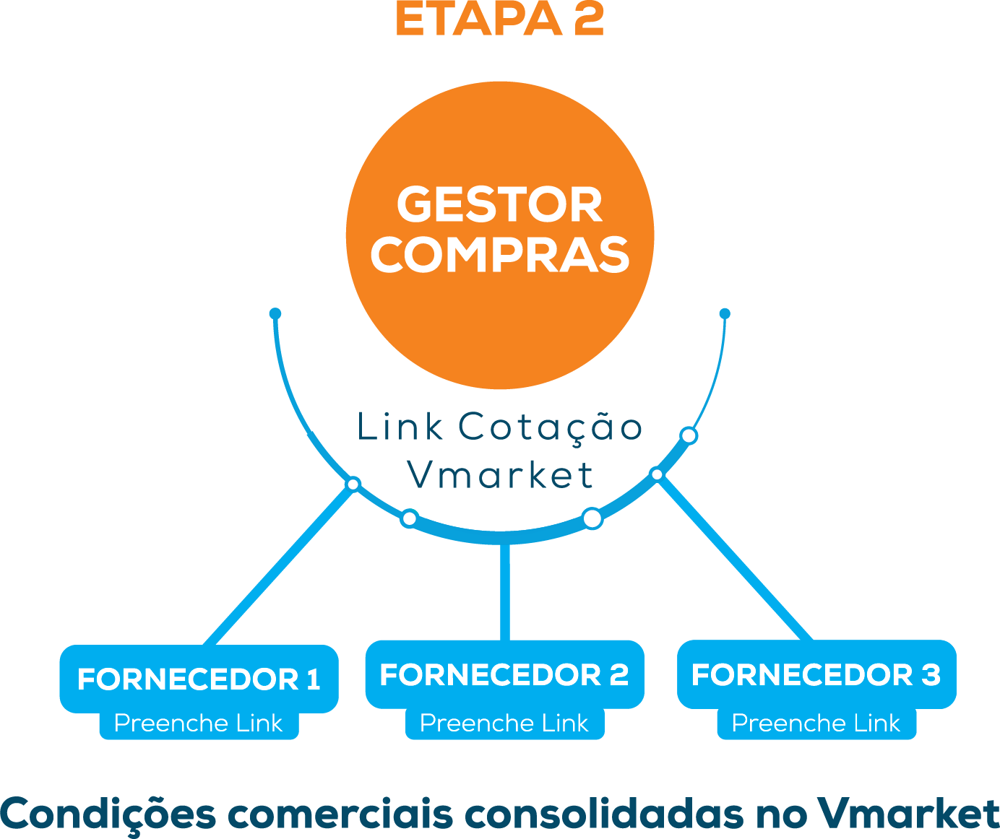 ETAPA 2
GESTOR
COMPRAS
Link Cotação
Vmarket
FORNECEDOR 1
Preenche Link
FORNECEDOR 2
Preenche Link
FORNECEDOR 3
Preenche Link
Condições comerciais consolidadas no Vmarket